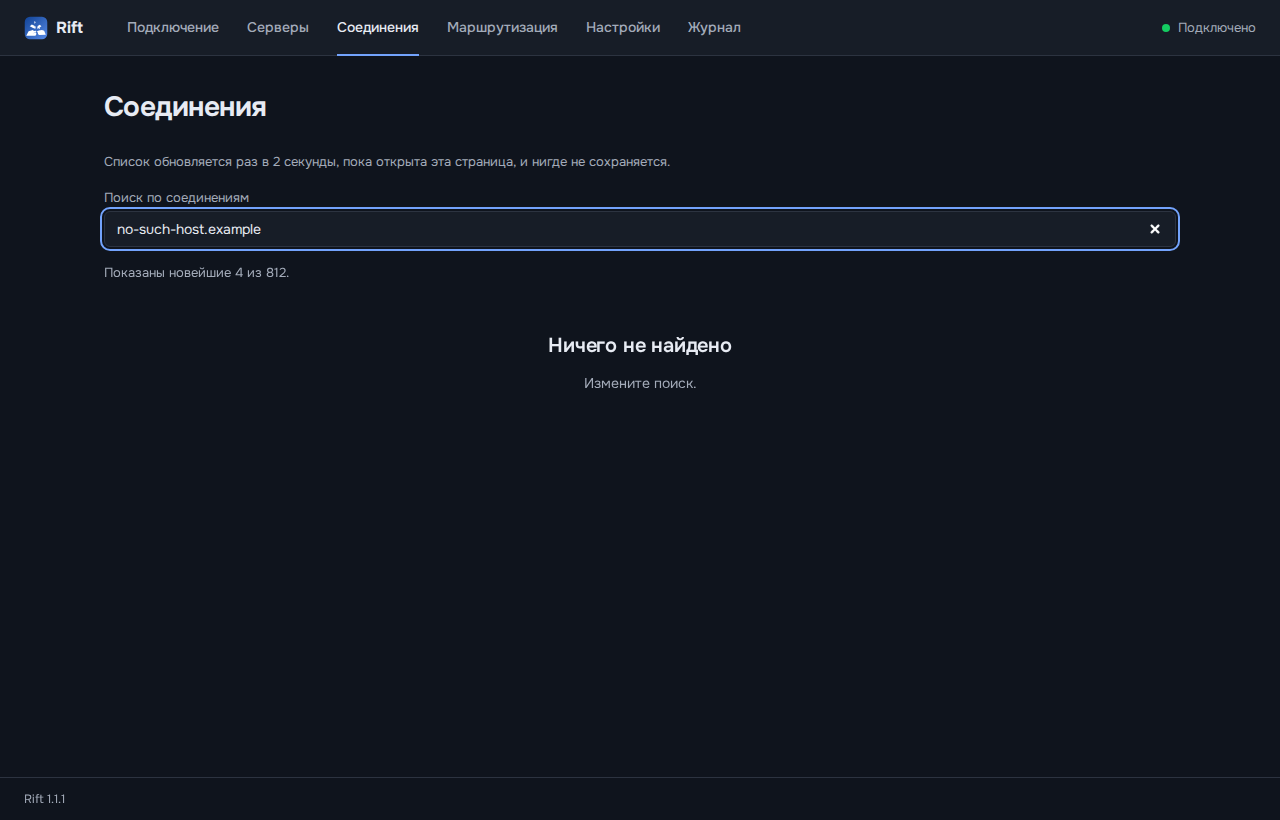 Rift
Подключение
Серверы
Соединения
Маршрутизация
Настройки
Журнал
Подключено
Соединения
Список обновляется раз в 2 секунды, пока открыта эта страница, и нигде не сохраняется.
Поиск по соединениям
no-such-host.example
Показаны новейшие 4 из 812.
Ничего не найдено
Измените поиск.
Rift 1.1.1